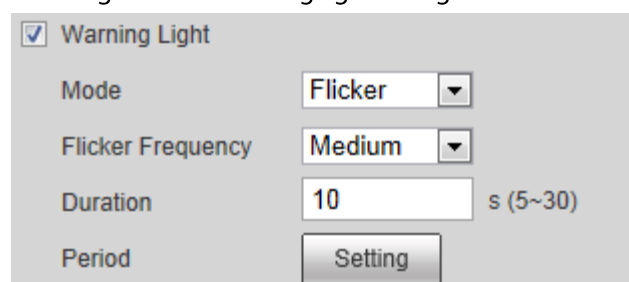 Warning Light
Mode Flicker
Flicker Frequency Medium
Duration 10 s (5~30)
Period Setting